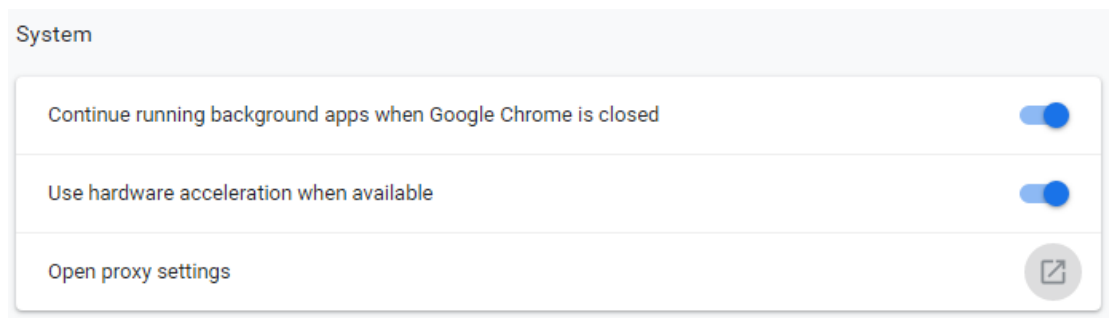 System
Continue running background apps when Google Chrome is closed
Use hardware acceleration when available
Open proxy settings